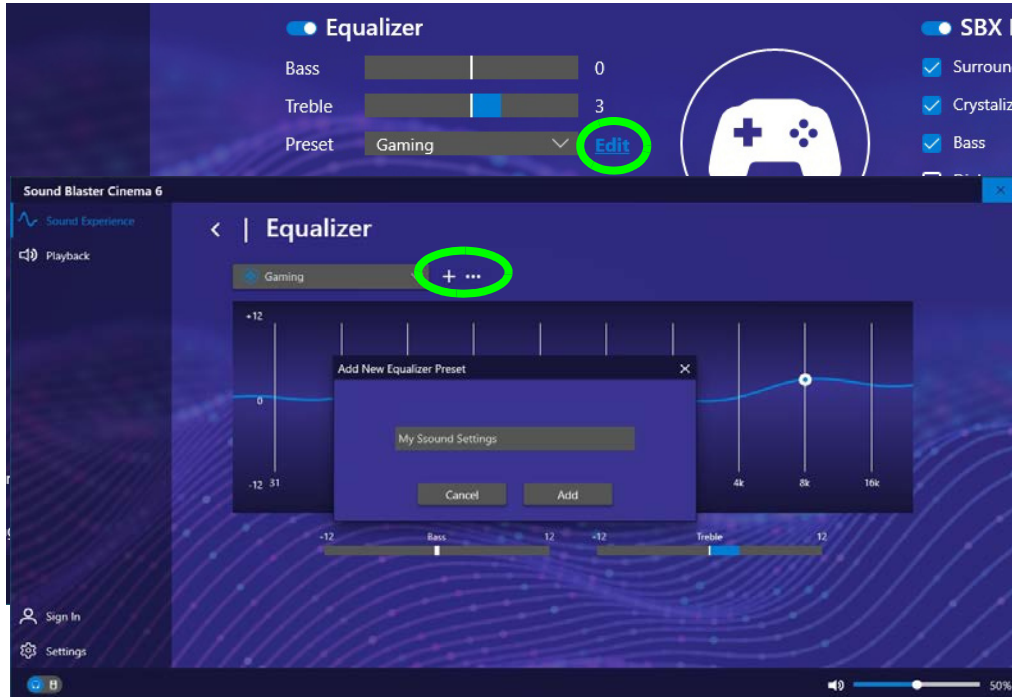 Equalizer
Bass 0
Treble 3
Preset Gaming Edit
SBX
Surroun
Crystaliz
Bass
Sound Blaster Cinema 6
Sound Experience
Playback
Equalizer
Gaming
+12
0
-12 31
4k 8k 16k
Add New Equalizer Preset
My Ssound Settings
Cancel Add
-12 Bass 12 -12 Treble 12
Sign In
Settings
50%